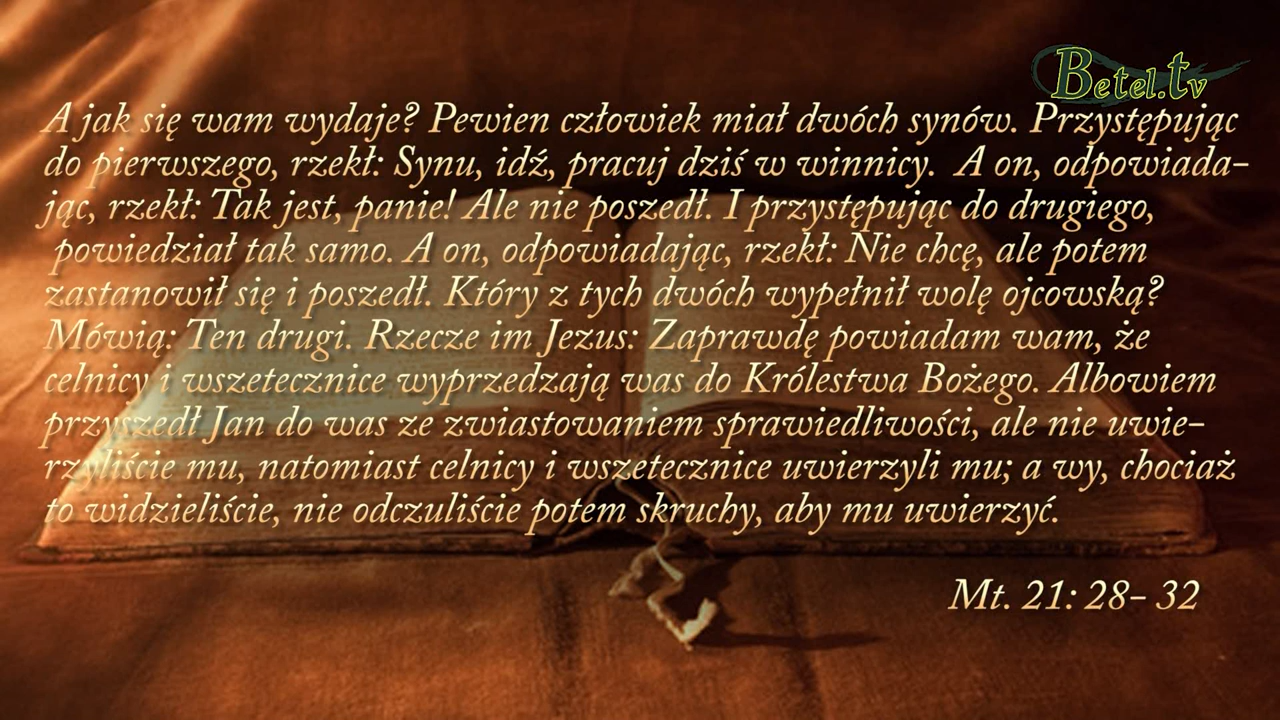 Betel.tv
A jak się wam wydaje? Pewien człowiek miał dwóch synów. Przystępując
do pierwszego, rzekł: Synu, idź, pracuj dziś w winnicy. A on, odpowiada-
jąc, rzekł: Tak jest, panie! Ale nie poszedł. I przystępując do drugiego,
powiedział tak samo. A on, odpowiadając, rzekł: Nie chcę, ale potem
zastanowił się i poszedł. Który z tych dwóch wypełnił wolę ojcowską?
Mówią: Ten drugi. Rzecze im Jezus: Zaprawdę powiadam wam, że
celnicy i wszetecznice wyprzedzają was do Królestwa Bożego. Albowiem
przyszedł Jan do was ze zwiastowaniem sprawiedliwości, ale nie uwie-
rzyliście mu, natomiast celnicy i wszetecznice uwierzyli mu; a wy, chociaż
to widzieliście, nie odczuliście potem skruchy, aby mu uwierzyć.
Mt. 21: 28- 32